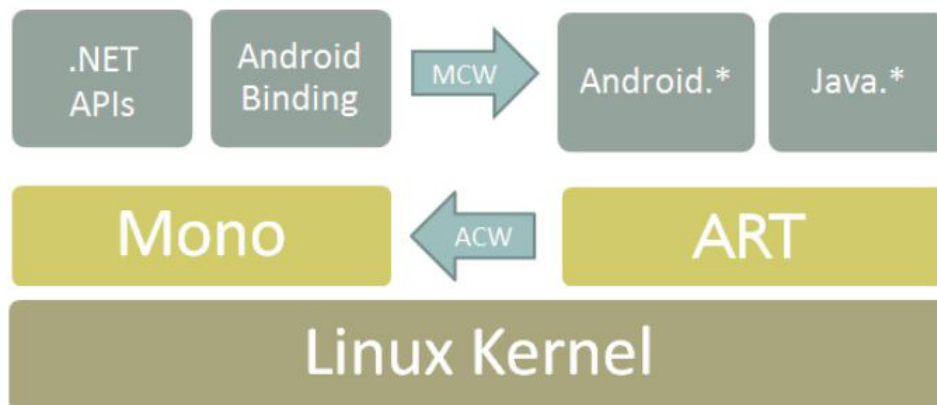 .NET
APIs
Android
Binding
MCW
Android.*
Java.*
Mono
ACW
ART
Linux Kernel